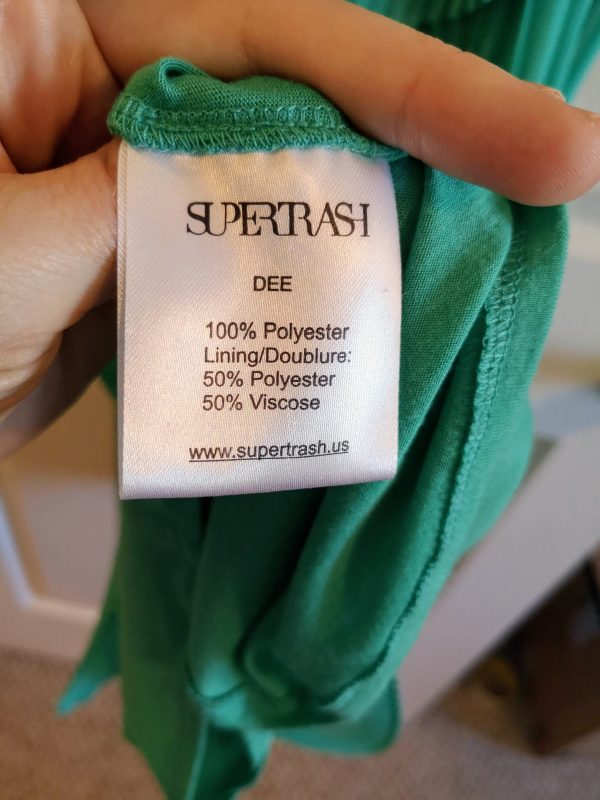 SUPERTRASH
DEE
100% Polyester
Lining/Doublure:
50% Polyester
50% Viscose
www.supertrash.us